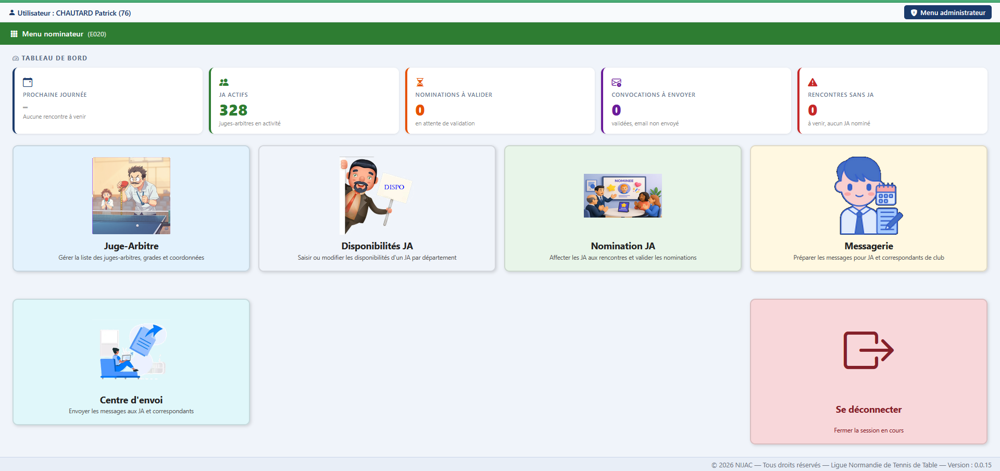 Utilisateur : CHAUTARD Patrick (76)
Menu administrateur
Menu nominateur (E020)
TABLEAU DE BORD
PROCHAINE JOURNÉE
–
Aucune rencontre à venir
JA ACTIFS
328
juges-arbitres en activité
NOMINATIONS À VALIDER
0
en attente de validation
CONVOCATIONS À ENVOYER
0
validées, email non envoyé
RENCONTRES SANS JA
0
à venir, aucun JA nominé
Juge-Arbitre
Gérer la liste des juges-arbitres, grades et coordonnées
DISPO
Disponibilités JA
Saisir ou modifier les disponibilités d'un JA par département
NOMINEE
Nomination JA
Affecter les JA aux rencontres et valider les nominations
Messagerie
Préparer les messages pour JA et correspondants de club
Centre d'envoi
Envoyer les messages aux JA et correspondants
Se déconnecter
Fermer la session en cours
© 2026 NIJAC — Tous droits réservés — Ligue Normandie de Tennis de Table — Version : 0.0.15